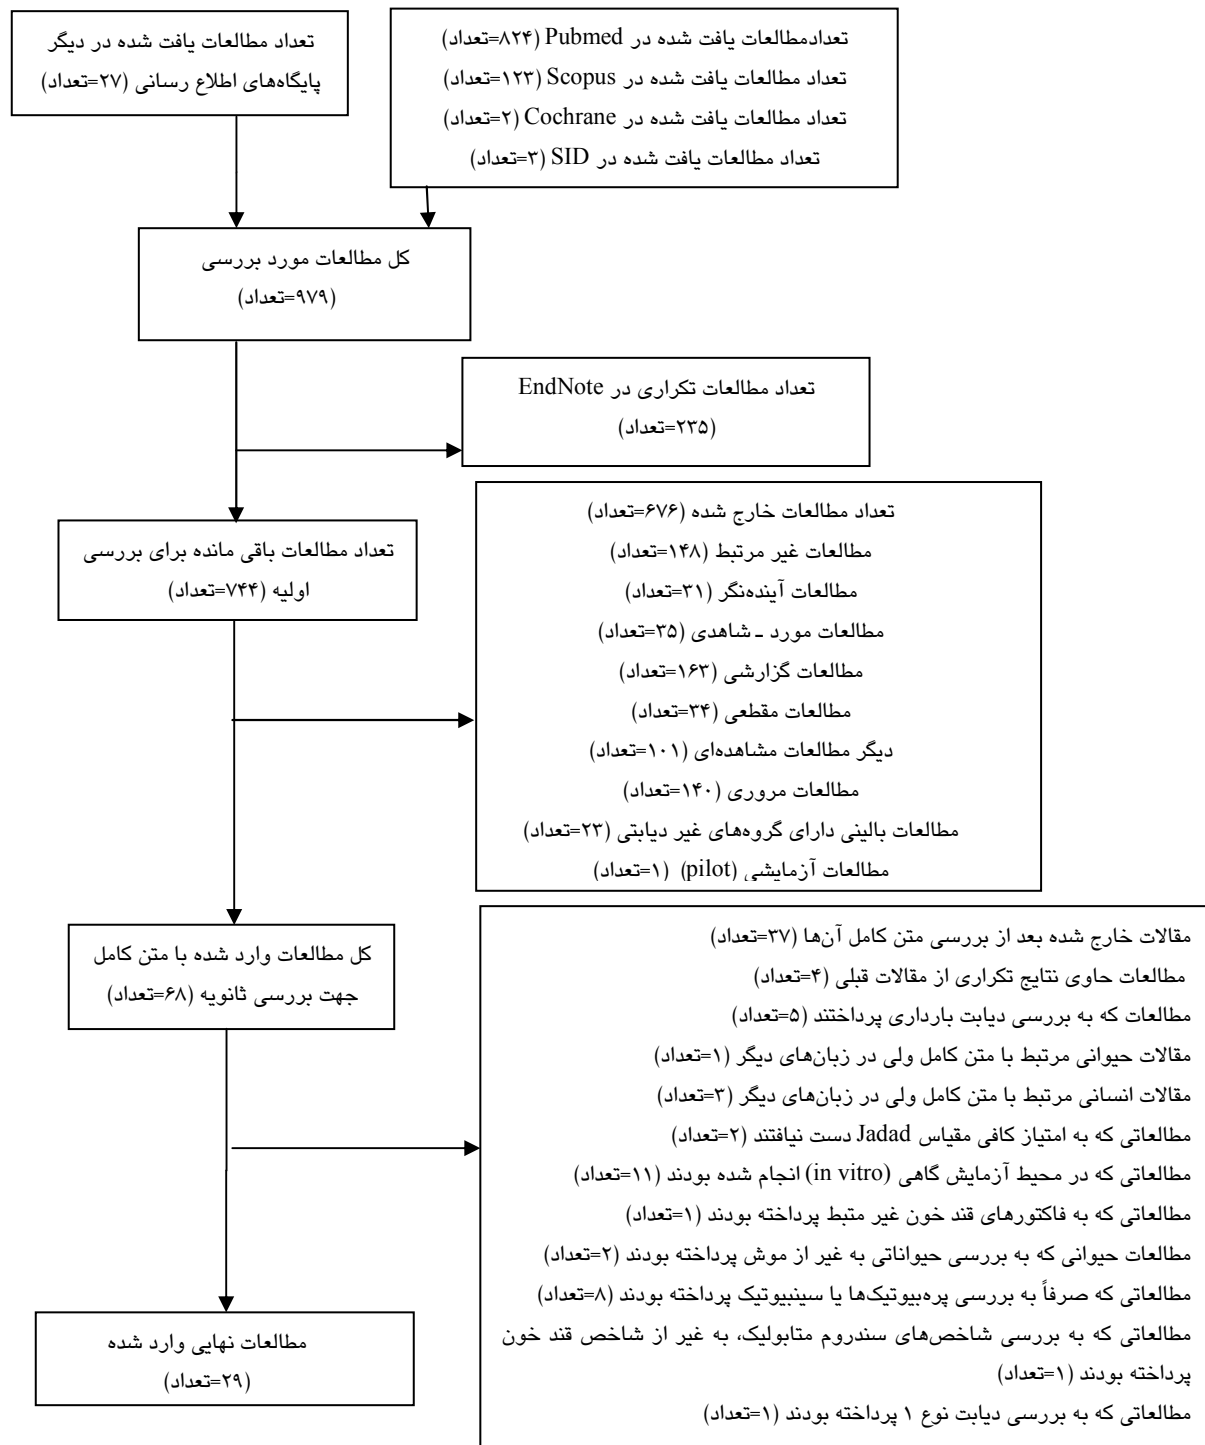 تعداد مطالعات یافت شده در دیگر
پایگاه‌های اطلاع رسانی (۲۷=تعداد)
تعدادمطالعات یافت شده در Pubmed (۸۲۴=تعداد)
تعداد مطالعات یافت شده در Scopus (۱۲۳=تعداد)
تعداد مطالعات یافت شده در Cochrane (۲=تعداد)
تعداد مطالعات یافت شده در SID (۳=تعداد)
کل مطالعات مورد بررسی
(۹۷۹=تعداد)
تعداد مطالعات تکراری در EndNote
(۲۳۵=تعداد)
تعداد مطالعات باقی مانده برای بررسی
اولیه (۷۴۴=تعداد)
تعداد مطالعات خارج شده (۶۷۶=تعداد)
مطالعات غیر مرتبط (۱۴۸=تعداد)
مطالعات آینده‌نگر (۳۱=تعداد)
مطالعات مورد ـ شاهدی (۳۵=تعداد)
مطالعات گزارشی (۱۶۳=تعداد)
مطالعات مقطعی (۳۴=تعداد)
دیگر مطالعات مشاهده‌ای (۱۰۱=تعداد)
مطالعات مروری (۱۴۰=تعداد)
مطالعات بالینی دارای گروه‌های غیر دیابتی (۲۳=تعداد)
مطالعات آزمایشی (pilot) (۱=تعداد)
کل مطالعات وارد شده با متن کامل
جهت بررسی ثانویه (۶۸=تعداد)
مقالات خارج شده بعد از بررسی متن کامل آن‌ها (۳۷=تعداد)
مطالعات حاوی نتایج تکراری از مقالات قبلی (۴=تعداد)
مطالعات که به بررسی دیابت بارداری پرداختند (۵=تعداد)
مقالات حیوانی مرتبط با متن کامل ولی در زبان‌های دیگر (۱=تعداد)
مقالات انسانی مرتبط با متن کامل ولی در زبان‌های دیگر (۳=تعداد)
مطالعاتی که به امتیاز کافی مقیاس Jadad دست نیافتند (۲=تعداد)
مطالعاتی که در محیط آزمایش گاهی (in vitro) انجام شده بودند (۱۱=تعداد)
مطالعاتی که به فاکتورهای قند خون غیر متبط پرداخته بودند (۱=تعداد)
مطالعات حیوانی که به بررسی حیواناتی به غیر از موش پرداخته بودند (۲=تعداد)
مطالعاتی که صرفاً به بررسی پره‌بیوتیک‌ها یا سینبیوتیک پرداخته بودند (۸=تعداد)
مطالعاتی که به بررسی شاخص‌های سندروم متابولیک، به غیر از شاخص قند خون
پرداخته بودند (۱=تعداد)
مطالعاتی که به بررسی دیابت نوع ۱ پرداخته بودند (۱=تعداد)
مطالعات نهایی وارد شده
(۲۹=تعداد)